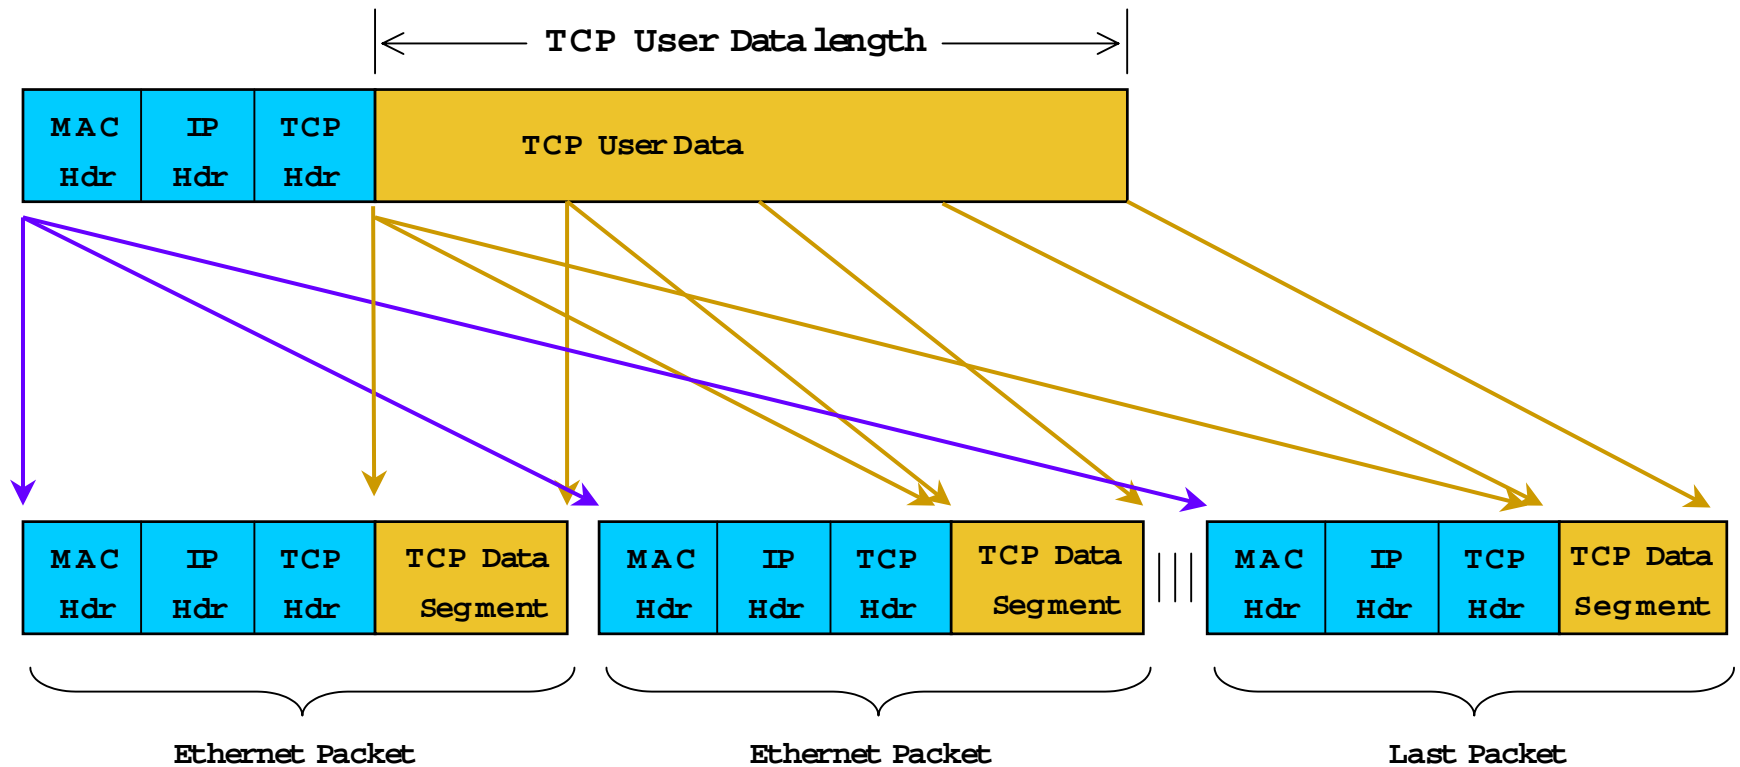 TCP User Data length
MAC Hdr
IP Hdr
TCP Hdr
TCP User Data
MAC Hdr
IP Hdr
TCP Hdr
TCP Data Segment
MAC Hdr
IP Hdr
TCP Hdr
TCP Data Segment
MAC Hdr
IP Hdr
TCP Hdr
TCP Data Segment
Ethernet Packet
Ethernet Packet
Last Packet